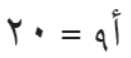 أ٩ = ٢٠